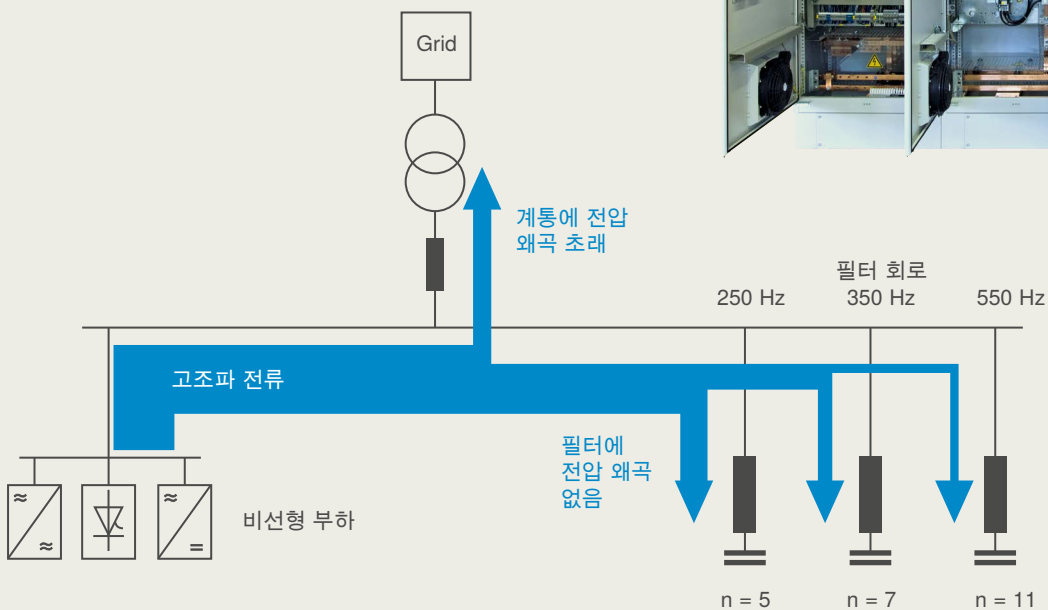 Grid
계통에 전압
왜곡 초래
필터 회로
250 Hz
350 Hz
550 Hz
고조파 전류
필터에
전압 왜곡
없음
비선형 부하
n = 5
n = 7
n = 11